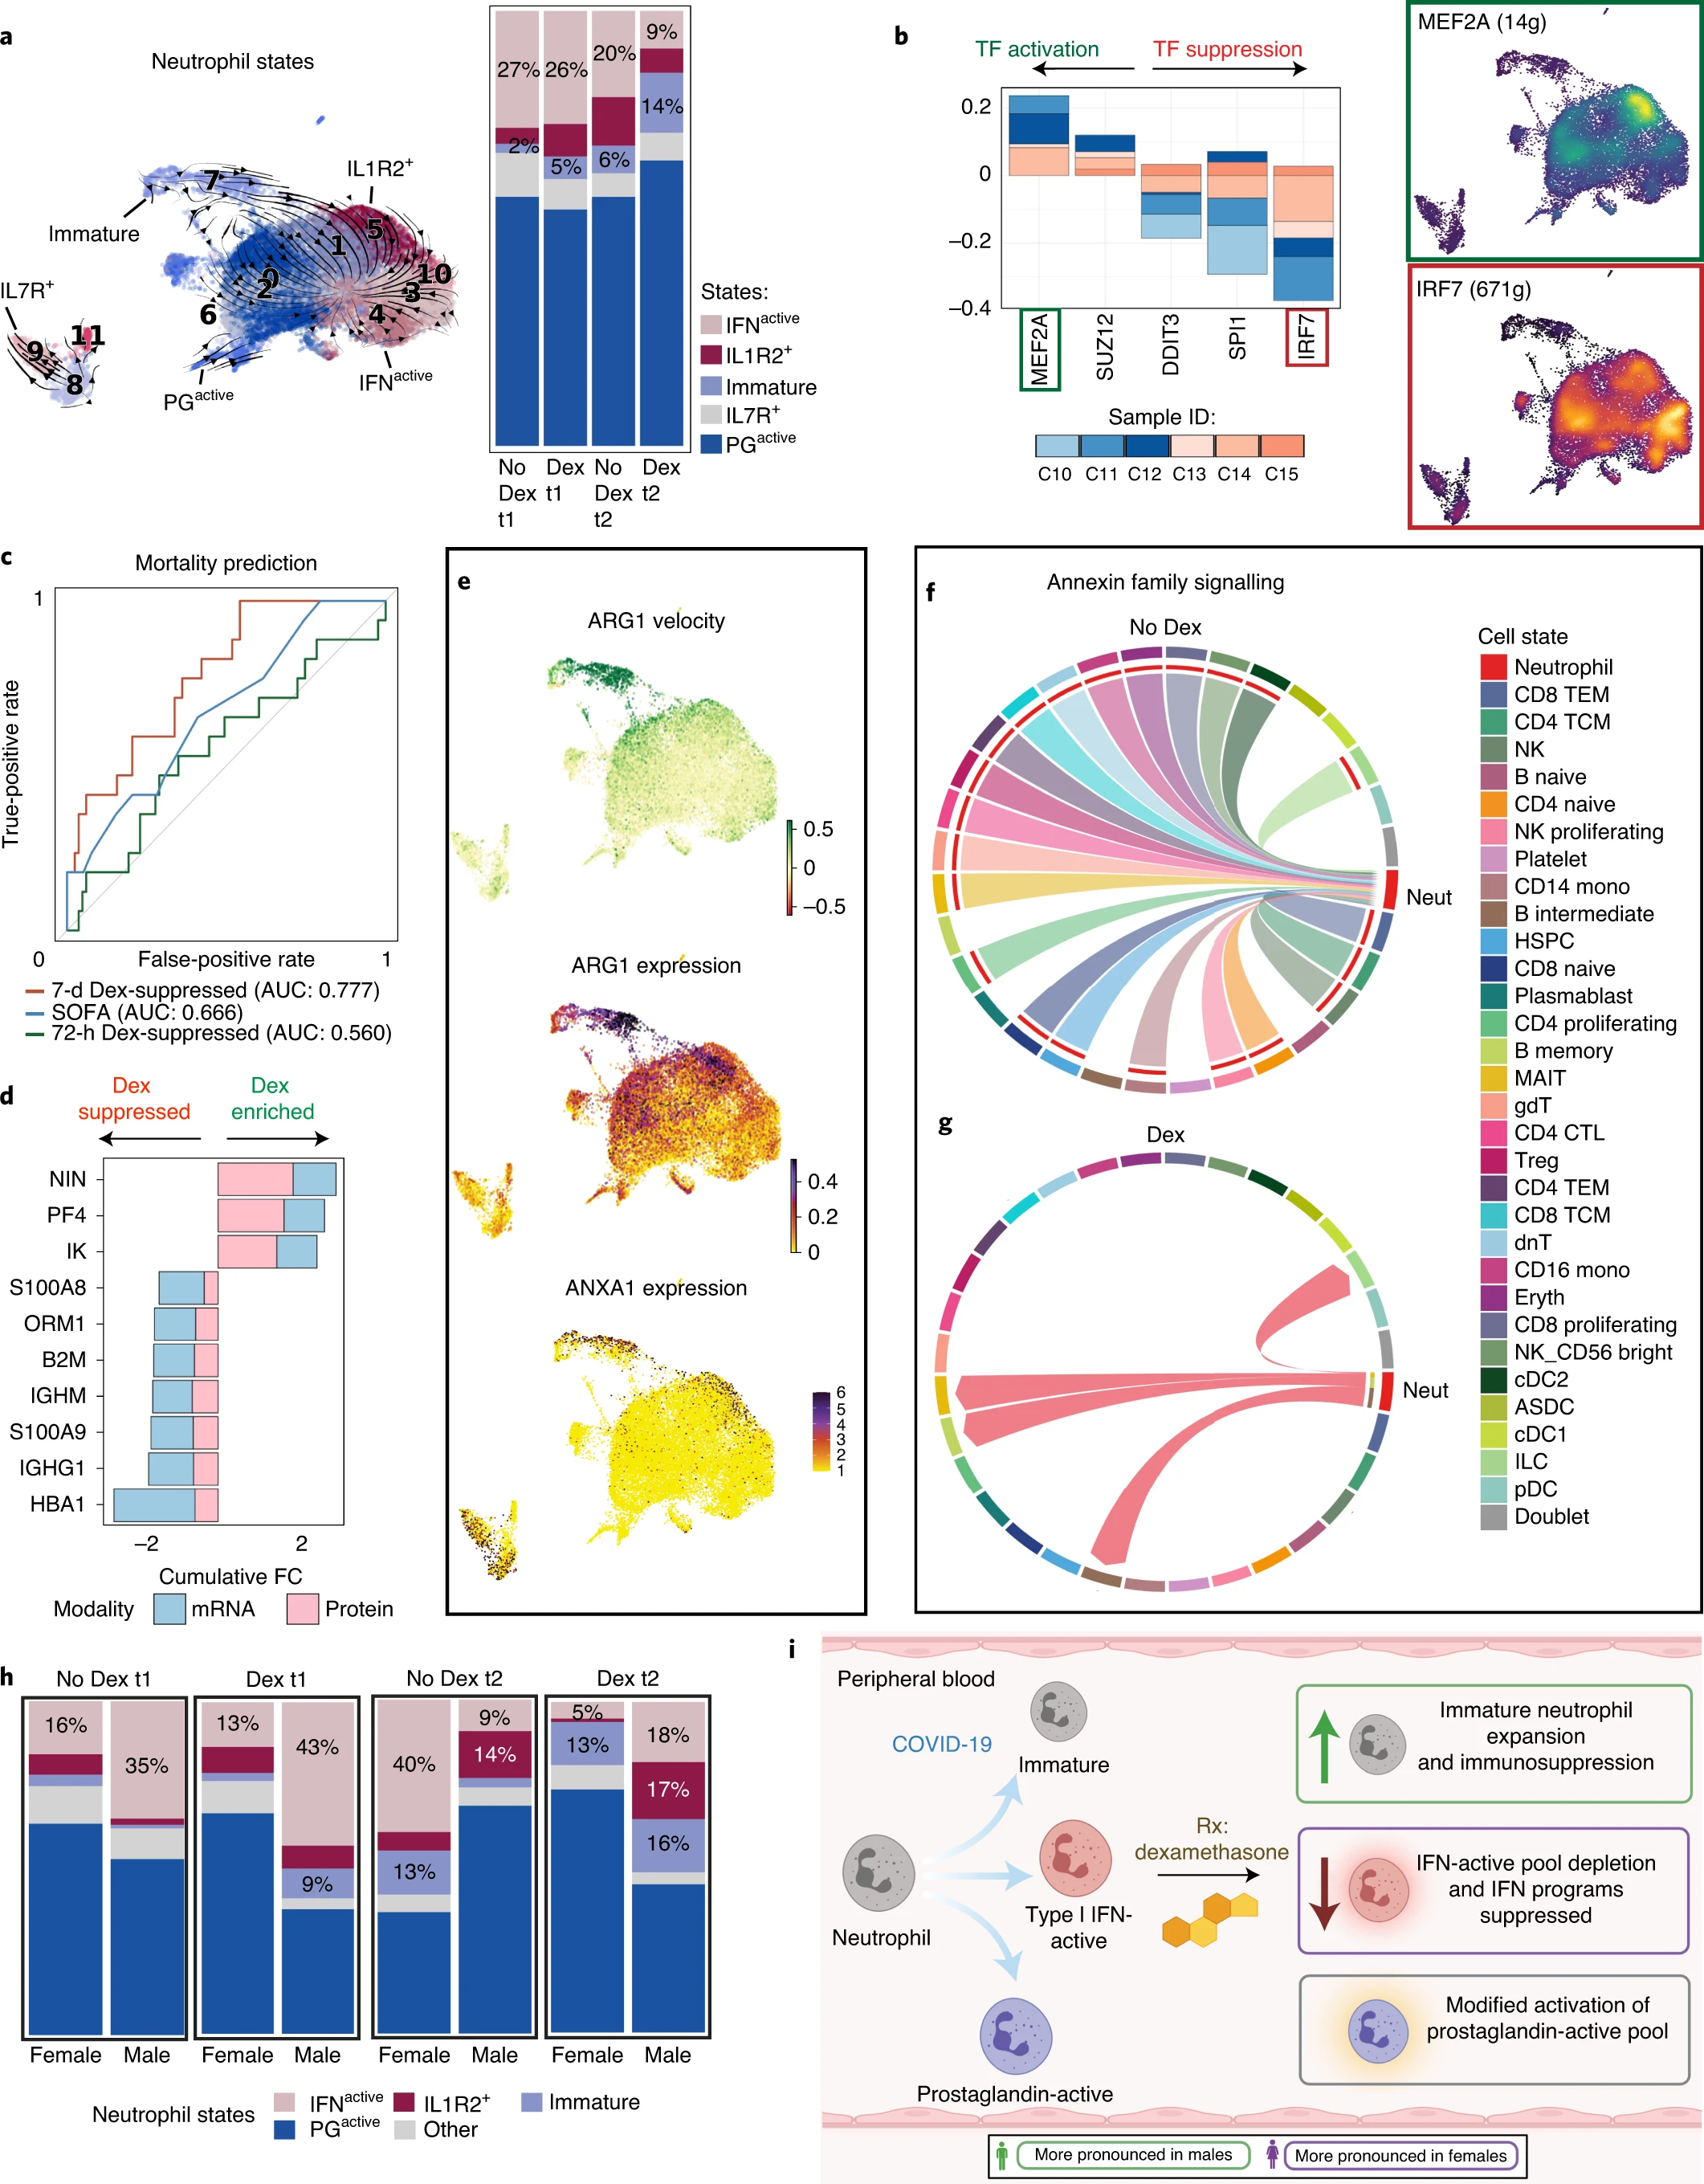 a
Neutrophil states
7
IL1R2+
Immature
5
1
0
2
10
3
4
6
IL7R+
11
9
8
PGactive
IFNactive
27%
26%
20%
9%
2%
5%
6%
14%
No Dex t1
Dex t1
No Dex t2
Dex t2
States:
IFNactive
IL1R2+
Immature
IL7R+
PGactive
b
TF activation
TF suppression
0.2
0
–0.2
–0.4
MEF2A
SUZ12
DDIT3
SPI1
IRF7
Sample ID:
C10
C11
C12
C13
C14
C15
MEF2A (14g)
IRF7 (671g)
c
Mortality prediction
1
True-positive rate
0
False-positive rate
1
7-d Dex-suppressed (AUC: 0.777)
SOFA (AUC: 0.666)
72-h Dex-suppressed (AUC: 0.560)
d
Dex suppressed
Dex enriched
NIN
PF4
IK
S100A8
ORM1
B2M
IGHM
S100A9
IGHG1
HBA1
–2
2
Cumulative FC
Modality
mRNA
Protein
e
ARG1 velocity
0.5
0
–0.5
ARG1 expression
0.4
0.2
0
ANXA1 expression
6
5
4
3
2
1
f
Annexin family signalling
No Dex
Neut
g
Dex
Neut
Cell state
Neutrophil
CD8 TEM
CD4 TCM
NK
B naive
CD4 naive
NK proliferating
Platelet
CD14 mono
B intermediate
HSPC
CD8 naive
Plasmablast
CD4 proliferating
B memory
MAIT
gdT
CD4 CTL
Treg
CD4 TEM
CD8 TCM
dnT
CD16 mono
Eryth
CD8 proliferating
NK_CD56 bright
cDC2
ASDC
cDC1
ILC
pDC
Doublet
h
No Dex t1
Dex t1
No Dex t2
Dex t2
16%
35%
13%
43%
9%
40%
13%
9%
14%
5%
13%
18%
17%
16%
Female
Male
Female
Male
Female
Male
Female
Male
Neutrophil states
IFNactive
IL1R2+
Immature
PGactive
Other
i
Peripheral blood
COVID-19
Immature
Neutrophil
Type I IFN-
active
Prostaglandin-active
Rx:
dexamethasone
Immature neutrophil
expansion
and immunosuppression
IFN-active pool depletion
and IFN programs
suppressed
Modified activation of
prostaglandin-active pool
More pronounced in males
More pronounced in females